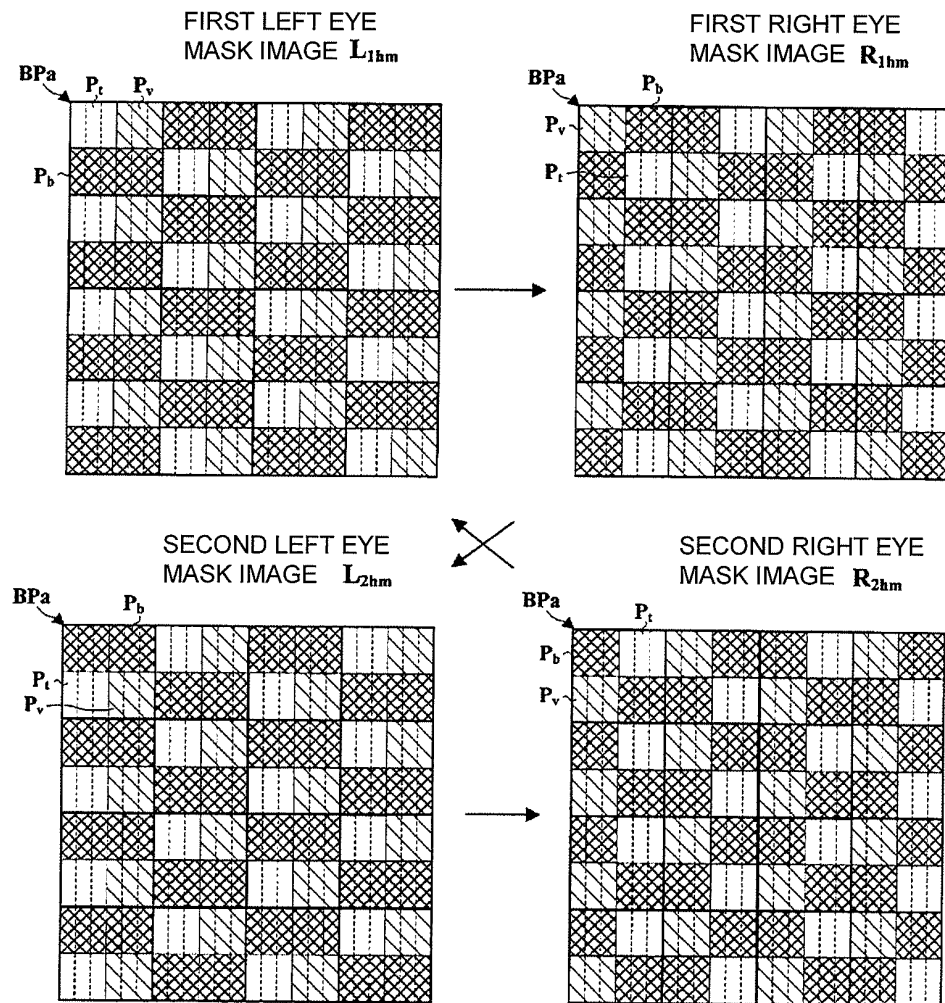 FIRST LEFT EYE
MASK IMAGE L1hm
BPa
Pt
Pv
Pb
FIRST RIGHT EYE
MASK IMAGE R1hm
BPa
Pb
Pv
Pt
SECOND LEFT EYE
MASK IMAGE L2hm
BPa
Pb
Pt
Pv
SECOND RIGHT EYE
MASK IMAGE R2hm
BPa
Pt
Pb
Pv